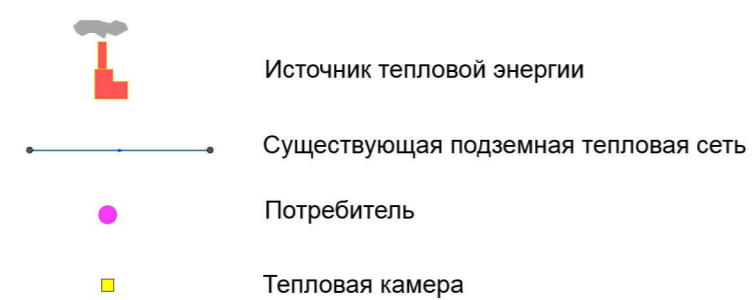 Источник тепловой энергии
Существующая подземная тепловая сеть
Потребитель
Тепловая камера